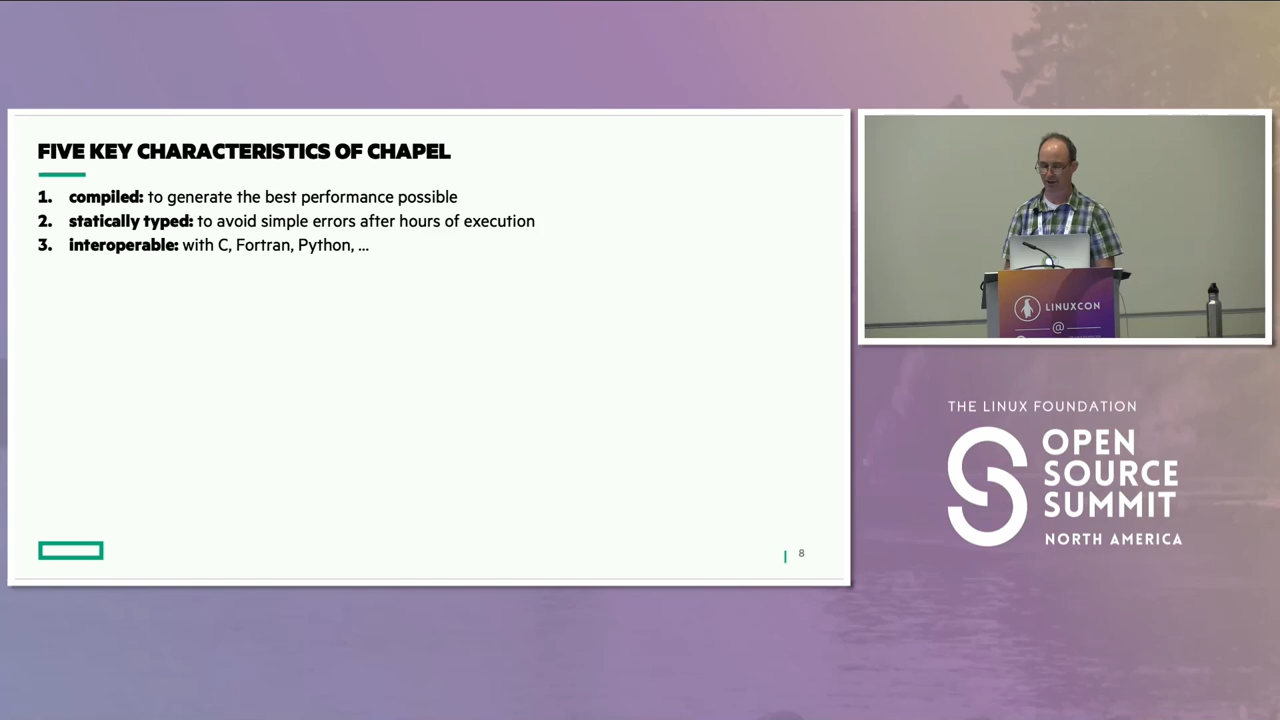 FIVE KEY CHARACTERISTICS OF CHAPEL
1. compiled: to generate the best performance possible
2. statically typed: to avoid simple errors after hours of execution
3. interoperable: with C, Fortran, Python, ...
8
LINUXCON
@
THE LINUX FOUNDATION
OPEN
SOURCE
SUMMIT
NORTH AMERICA